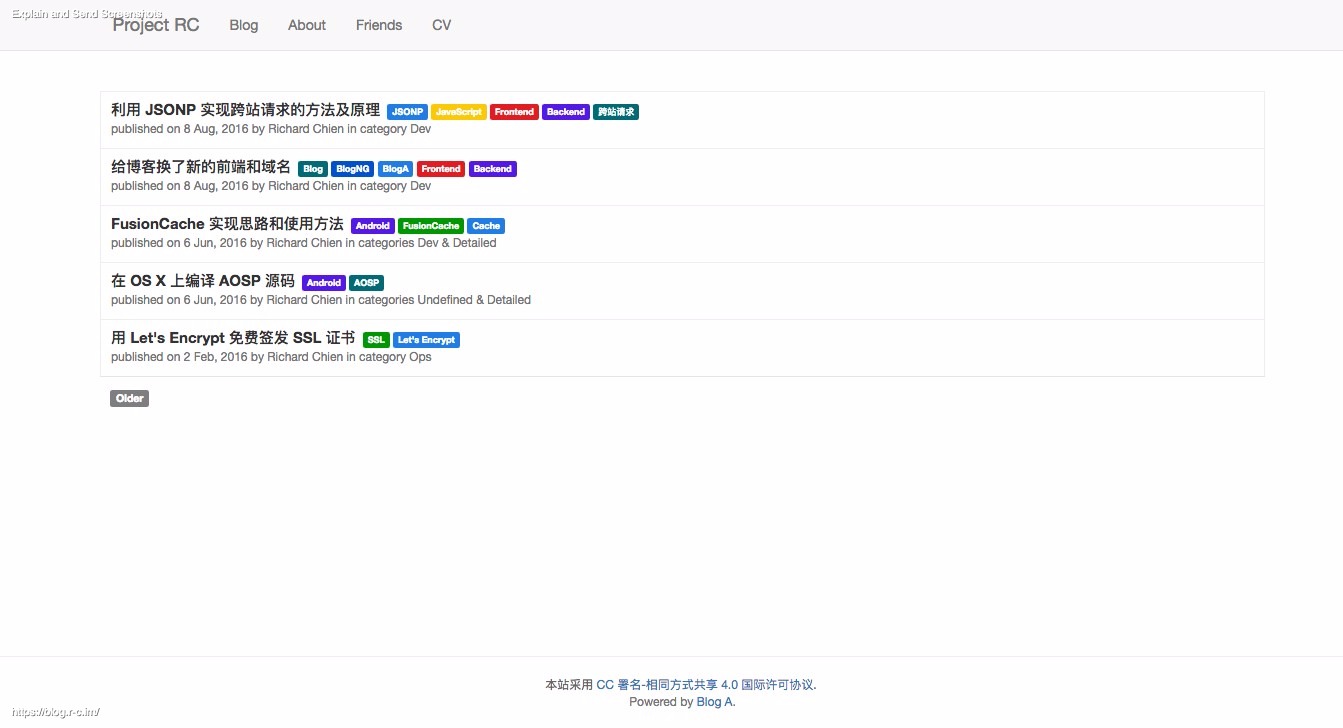 Explain and Send Screenshots
Project RC Blog About Friends CV
利用 JSONP 实现跨站请求的方法及原理 JSONP JavaScript Frontend Backend 跨站请求
published on 8 Aug, 2016 by Richard Chien in category Dev
给博客换了新的前端和域名 Blog BlogNG BlogA Frontend Backend
published on 8 Aug, 2016 by Richard Chien in category Dev
FusionCache 实现思路和使用方法 Android FusionCache Cache
published on 6 Jun, 2016 by Richard Chien in categories Dev & Detailed
在 OS X 上编译 AOSP 源码 Android AOSP
published on 6 Jun, 2016 by Richard Chien in categories Undefined & Detailed
用 Let's Encrypt 免费签发 SSL 证书 SSL Let's Encrypt
published on 2 Feb, 2016 by Richard Chien in category Ops
Older
本站采用 CC 署名-相同方式共享 4.0 国际许可协议.
Powered by Blog A.
https://blog.r-c.im/